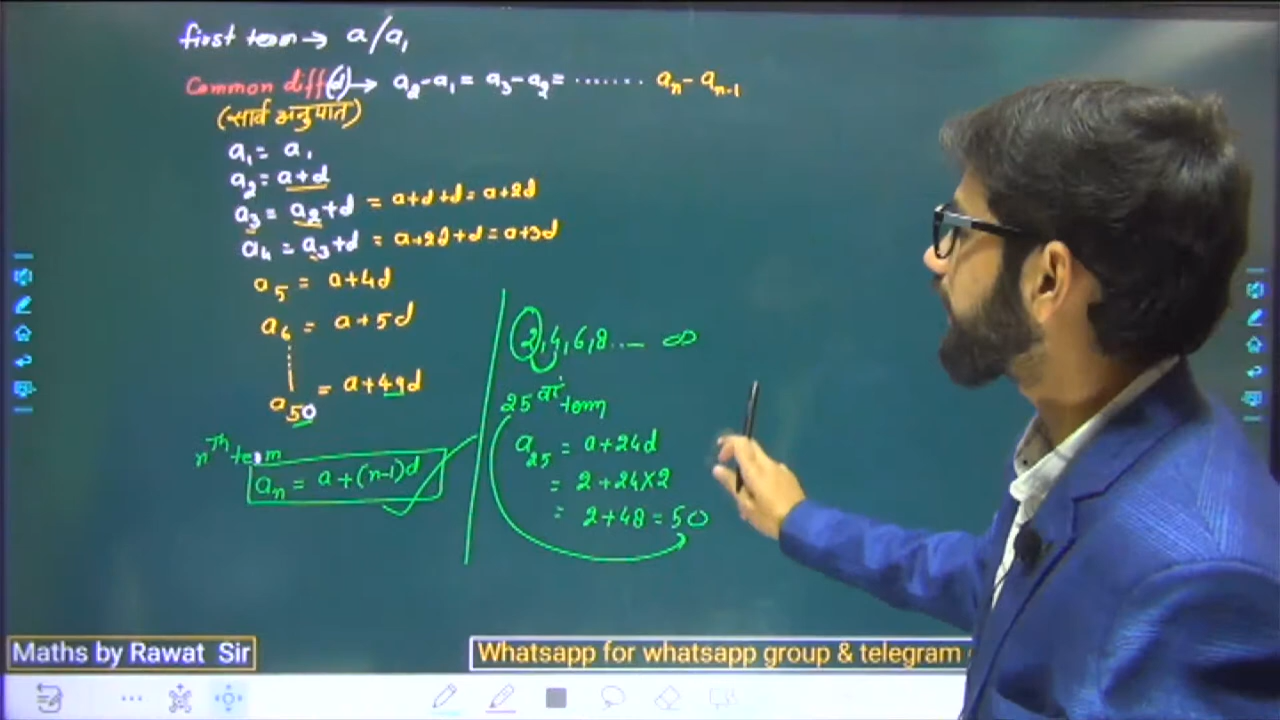 first term → a/a₁
Common diff(d) → a₂-a₁ = a₃-a₂ = ....... aₙ - aₙ₋₁
(सार्व अनुपात)
a₁ = a₁
a₂ = a+d
a₃ = a₂+d = a+d+d = a+2d
a₄ = a₃+d = a+2d+d = a+3d
a₅ = a+4d
a₆ = a+5d
a₅₀ = a+49d
nᵀʰ term
aₙ = a+(n-1)d
2,4,6,8..... ∞
25 वां term
a₂₅ = a+24d
= 2+24×2
= 2+48 = 50
Maths by Rawat Sir
Whatsapp for whatsapp group & telegram